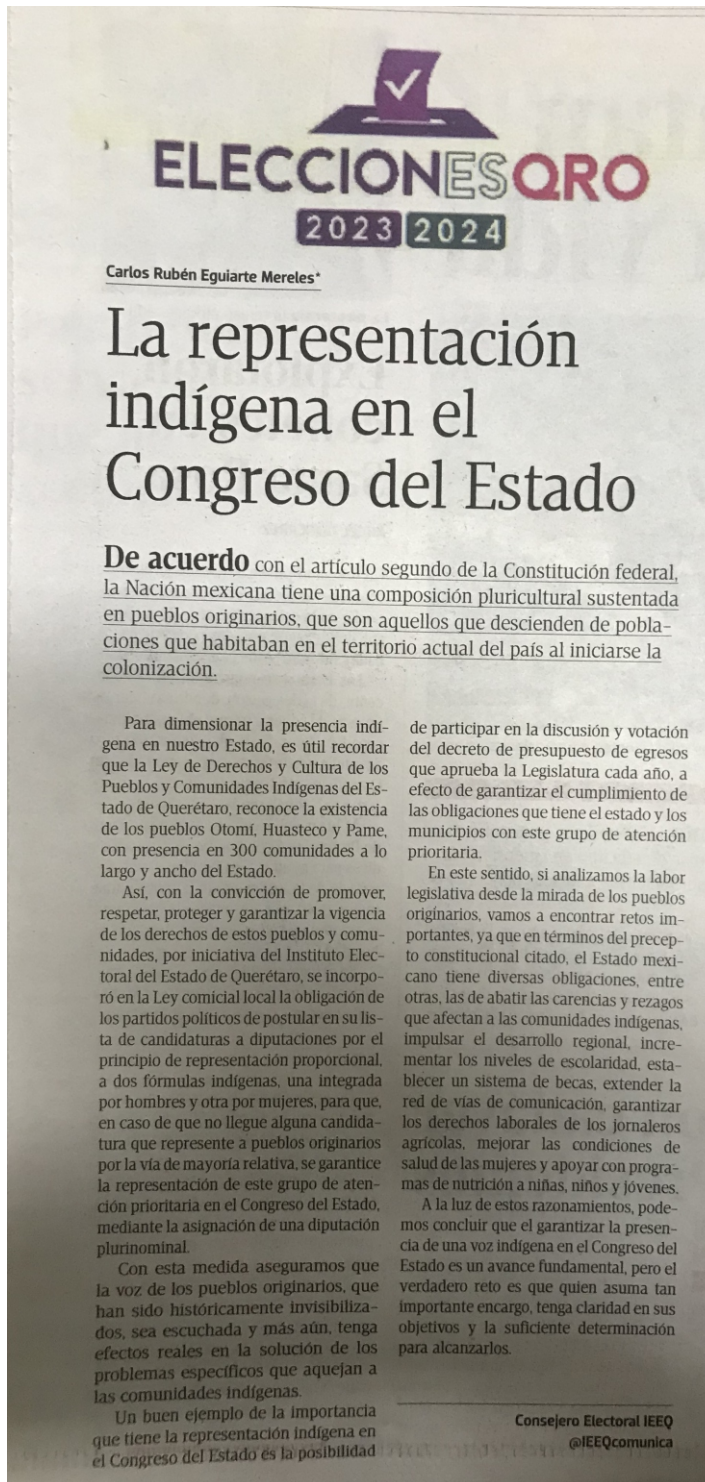 ELECCIONESQRO
2023 2024
Carlos Rubén Eguiarte Mereles*
La representación
indígena en el
Congreso del Estado
De acuerdo con el artículo segundo de la Constitución federal,
la Nación mexicana tiene una composición pluricultural sustentada
en pueblos originarios, que son aquellos que descienden de pobla-
ciones que habitaban en el territorio actual del país al iniciarse la
colonización.
Para dimensionar la presencia indí-
gena en nuestro Estado, es útil recordar
que la Ley de Derechos y Cultura de los
Pueblos y Comunidades Indígenas del Es-
tado de Querétaro, reconoce la existencia
de los pueblos Otomí, Huasteco y Pame,
con presencia en 300 comunidades a lo
largo y ancho del Estado.
Así, con la convicción de promover,
respetar, proteger y garantizar la vigencia
de los derechos de estos pueblos y comu-
nidades, por iniciativa del Instituto Elec-
toral del Estado de Querétaro, se incorpo-
ró en la Ley comicial local la obligación de
los partidos políticos de postular en su lis-
ta de candidaturas a diputaciones por el
principio de representación proporcional,
a dos fórmulas indígenas, una integrada
por hombres y otra por mujeres, para que,
en caso de que no llegue alguna candida-
tura que represente a pueblos originarios
por la vía de mayoría relativa, se garantice
la representación de este grupo de aten-
ción prioritaria en el Congreso del Estado,
mediante la asignación de una diputación
plurinominal.
Con esta medida aseguramos que
la voz de los pueblos originarios, que
han sido históricamente invisibiliza-
dos, sea escuchada y más aún, tenga
efectos reales en la solución de los
problemas específicos que aquejan a
las comunidades indígenas.
Un buen ejemplo de la importancia
que tiene la representación indígena en
el Congreso del Estado es la posibilidad
de participar en la discusión y votación
del decreto de presupuesto de egresos
que aprueba la Legislatura cada año, a
efecto de garantizar el cumplimiento de
las obligaciones que tiene el estado y los
municipios con este grupo de atención
prioritaria.
En este sentido, si analizamos la labor
legislativa desde la mirada de los pueblos
originarios, vamos a encontrar retos im-
portantes, ya que en términos del precep-
to constitucional citado, el Estado mexi-
cano tiene diversas obligaciones, entre
otras, las de abatir las carencias y rezagos
que afectan a las comunidades indígenas,
impulsar el desarrollo regional, incre-
mentar los niveles de escolaridad, esta-
blecer un sistema de becas, extender la
red de vías de comunicación, garantizar
los derechos laborales de los jornaleros
agrícolas, mejorar las condiciones de
salud de las mujeres y apoyar con progra-
mas de nutrición a niñas, niños y jóvenes.
A la luz de estos razonamientos, pode-
mos concluir que el garantizar la presen-
cia de una voz indígena en el Congreso del
Estado es un avance fundamental, pero el
verdadero reto es que quien asuma tan
importante encargo, tenga claridad en sus
objetivos y la suficiente determinación
para alcanzarlos.
Consejero Electoral IEEQ
@IEEQcomunica